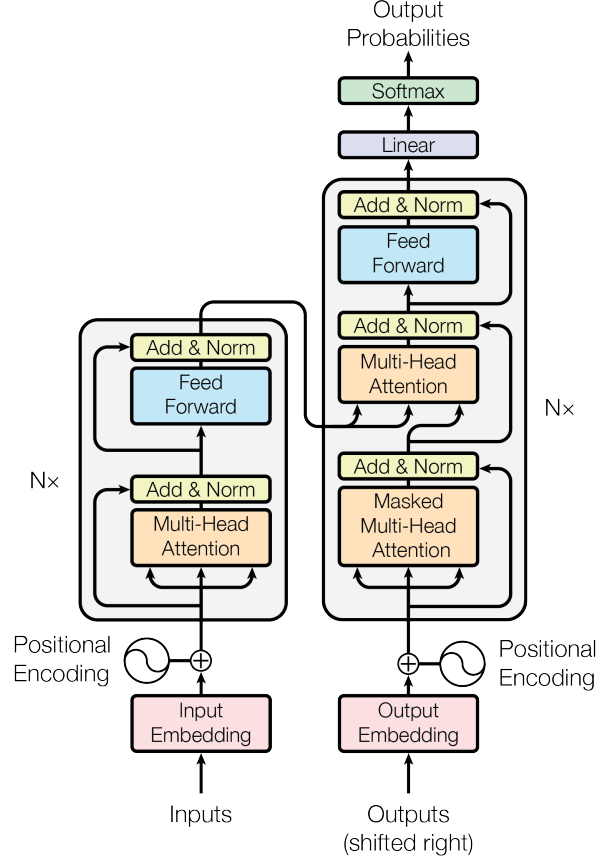 Output
Probabilities
Softmax
Linear
Add & Norm
Feed
Forward
Add & Norm
Multi-Head
Attention
Add & Norm
Masked
Multi-Head
Attention
N×
Add & Norm
Feed
Forward
Add & Norm
Multi-Head
Attention
N×
Positional
Encoding
Positional
Encoding
Input
Embedding
Output
Embedding
Inputs
Outputs
(shifted right)